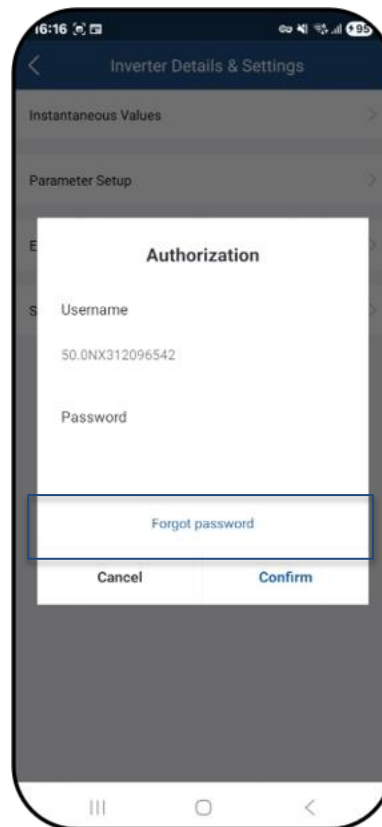 16:16
95
Inverter Details & Settings
Instantaneous Values
Parameter Setup
E
Authorization
S
Username
50.0NX312096542
Password
Forgot password
Cancel
Confirm